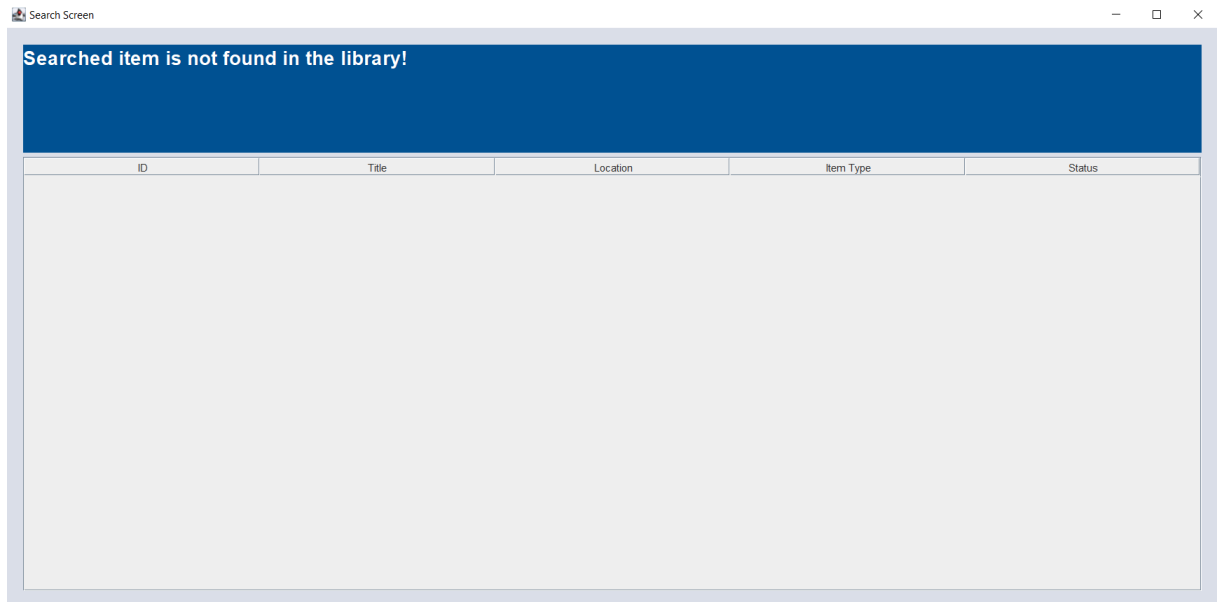 Search Screen
Searched item is not found in the library!
ID Title Location Item Type Status